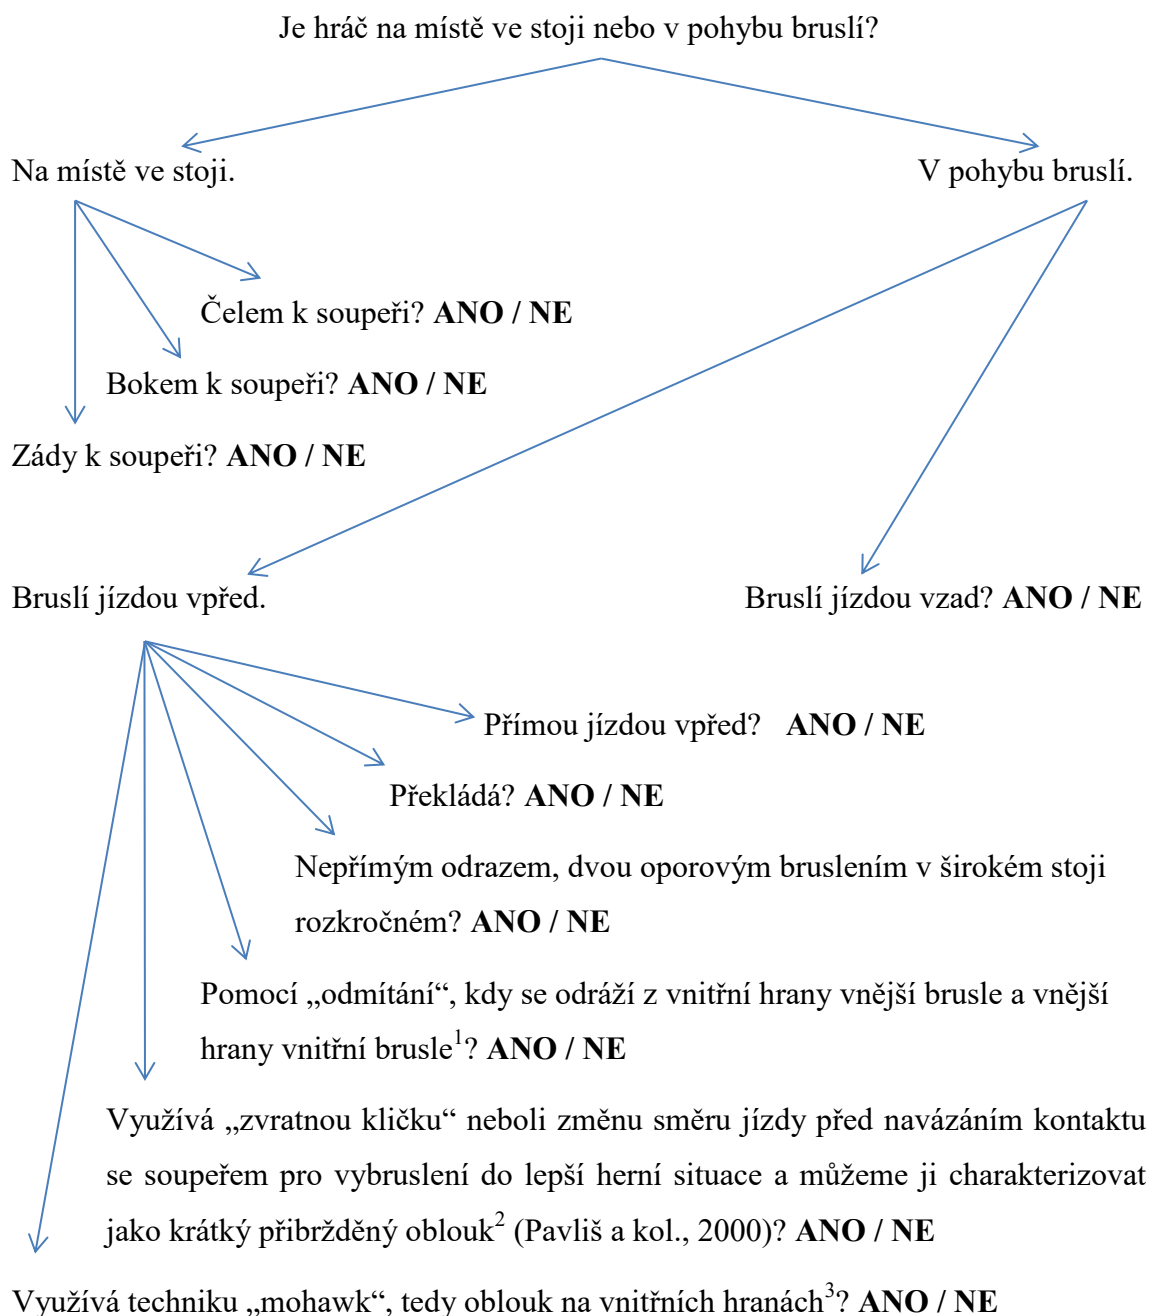 Je hráč na místě ve stoji nebo v pohybu bruslí?
Na místě ve stoji.
V pohybu bruslí.
Čelem k soupeři? ANO / NE
Bokem k soupeři? ANO / NE
Zády k soupeři? ANO / NE
Bruslí jízdou vpřed.
Bruslí jízdou vzad? ANO / NE
Přímou jízdou vpřed? ANO / NE
Překládá? ANO / NE
Nepřímým odrazem, dvou oporovým bruslením v širokém stoji
rozkročném? ANO / NE
Pomocí „odmítání“, kdy se odráží z vnitřní hrany vnější brusle a vnější
hrany vnitřní brusle1? ANO / NE
Využívá „zvratnou kličku“ neboli změnu směru jízdy před navázáním kontaktu
se soupeřem pro vybruslení do lepší herní situace a můžeme ji charakterizovat
jako krátký přibržděný oblouk2 (Pavliš a kol., 2000)? ANO / NE
Využívá techniku „mohawk“, tedy oblouk na vnitřních hranách3? ANO / NE